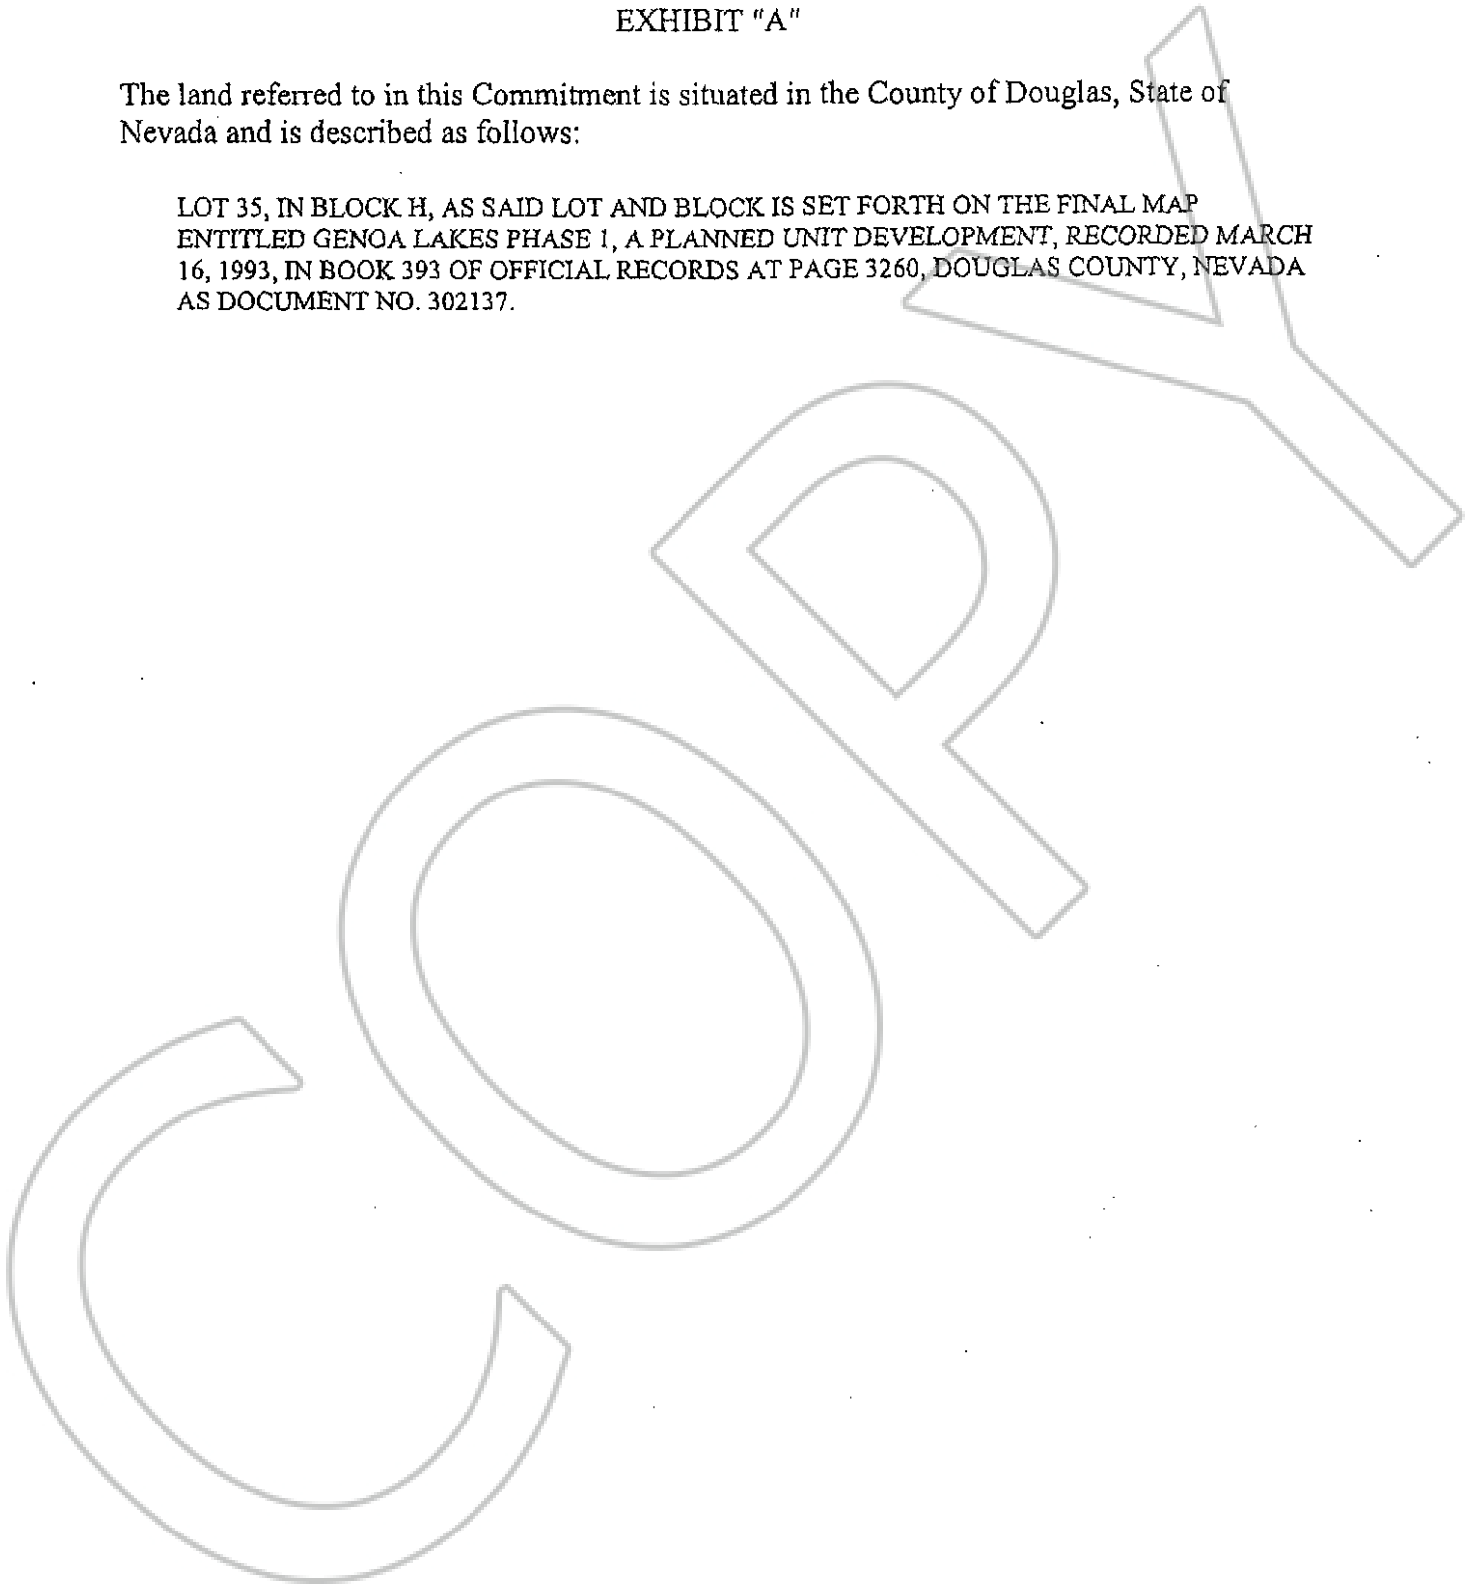 EXHIBIT "A"
The land referred to in this Commitment is situated in the County of Douglas, State of
Nevada and is described as follows:
LOT 35, IN BLOCK H, AS SAID LOT AND BLOCK IS SET FORTH ON THE FINAL MAP
ENTITLED GENOA LAKES PHASE 1, A PLANNED UNIT DEVELOPMENT, RECORDED MARCH
16, 1993, IN BOOK 393 OF OFFICIAL RECORDS AT PAGE 3260, DOUGLAS COUNTY, NEVADA
AS DOCUMENT NO. 302137.
COPY